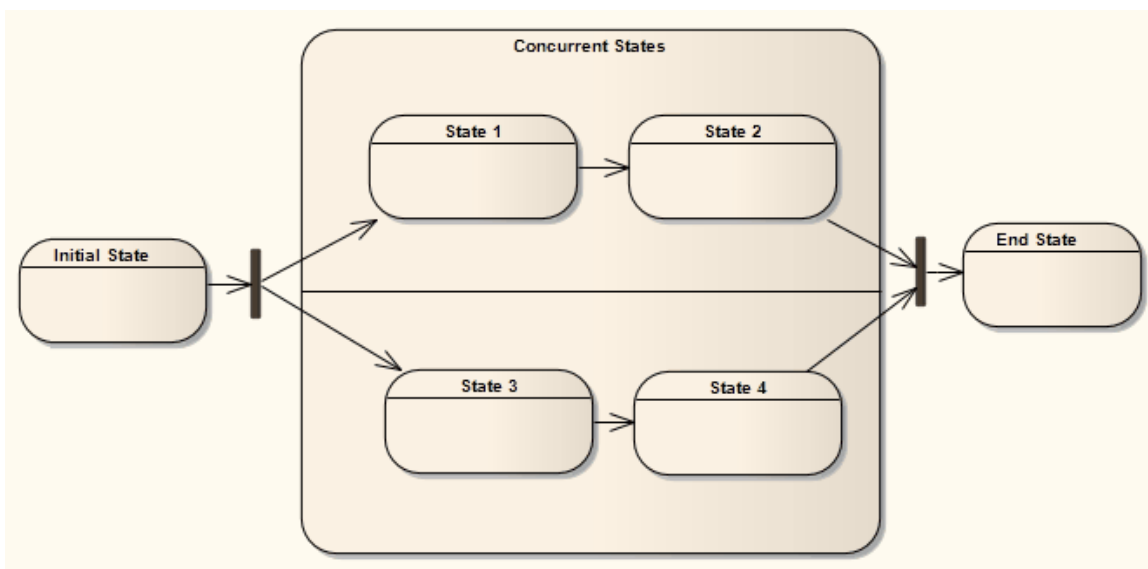 Concurrent States
State 1
State 2
Initial State
End State
State 3
State 4